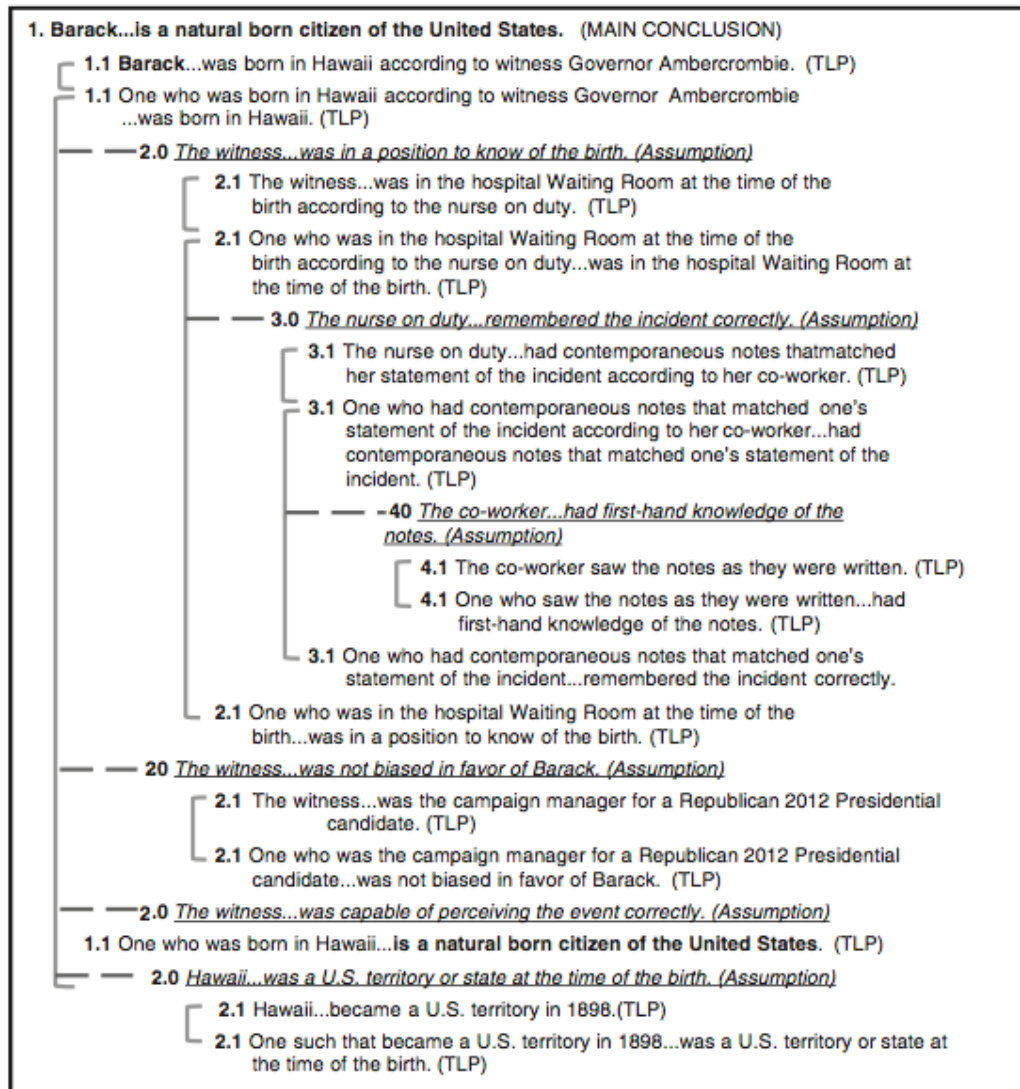 1. Barack...is a natural born citizen of the United States. (MAIN CONCLUSION)
1.1 Barack...was born in Hawaii according to witness Governor Ambercrombie. (TLP)
1.1 One who was born in Hawaii according to witness Governor Ambercrombie
...was born in Hawaii. (TLP)
2.0 The witness...was in a position to know of the birth. (Assumption)
2.1 The witness...was in the hospital Waiting Room at the time of the
birth according to the nurse on duty. (TLP)
2.1 One who was in the hospital Waiting Room at the time of the
birth according to the nurse on duty...was in the hospital Waiting Room at
the time of the birth. (TLP)
3.0 The nurse on duty...remembered the incident correctly. (Assumption)
3.1 The nurse on duty...had contemporaneous notes thatmatched
her statement of the incident according to her co-worker. (TLP)
3.1 One who had contemporaneous notes that matched one's
statement of the incident according to her co-worker...had
contemporaneous notes that matched one's statement of the
incident. (TLP)
40 The co-worker...had first-hand knowledge of the
notes. (Assumption)
4.1 The co-worker saw the notes as they were written. (TLP)
4.1 One who saw the notes as they were written...had
first-hand knowledge of the notes. (TLP)
3.1 One who had contemporaneous notes that matched one's
statement of the incident...remembered the incident correctly.
2.1 One who was in the hospital Waiting Room at the time of the
birth...was in a position to know of the birth. (TLP)
20 The witness...was not biased in favor of Barack. (Assumption)
2.1 The witness...was the campaign manager for a Republican 2012 Presidential
candidate. (TLP)
2.1 One who was the campaign manager for a Republican 2012 Presidential
candidate...was not biased in favor of Barack. (TLP)
2.0 The witness...was capable of perceiving the event correctly. (Assumption)
1.1 One who was born in Hawaii...is a natural born citizen of the United States. (TLP)
2.0 Hawaii...was a U.S. territory or state at the time of the birth. (Assumption)
2.1 Hawaii...became a U.S. territory in 1898.(TLP)
2.1 One such that became a U.S. territory in 1898...was a U.S. territory or state at
the time of the birth. (TLP)